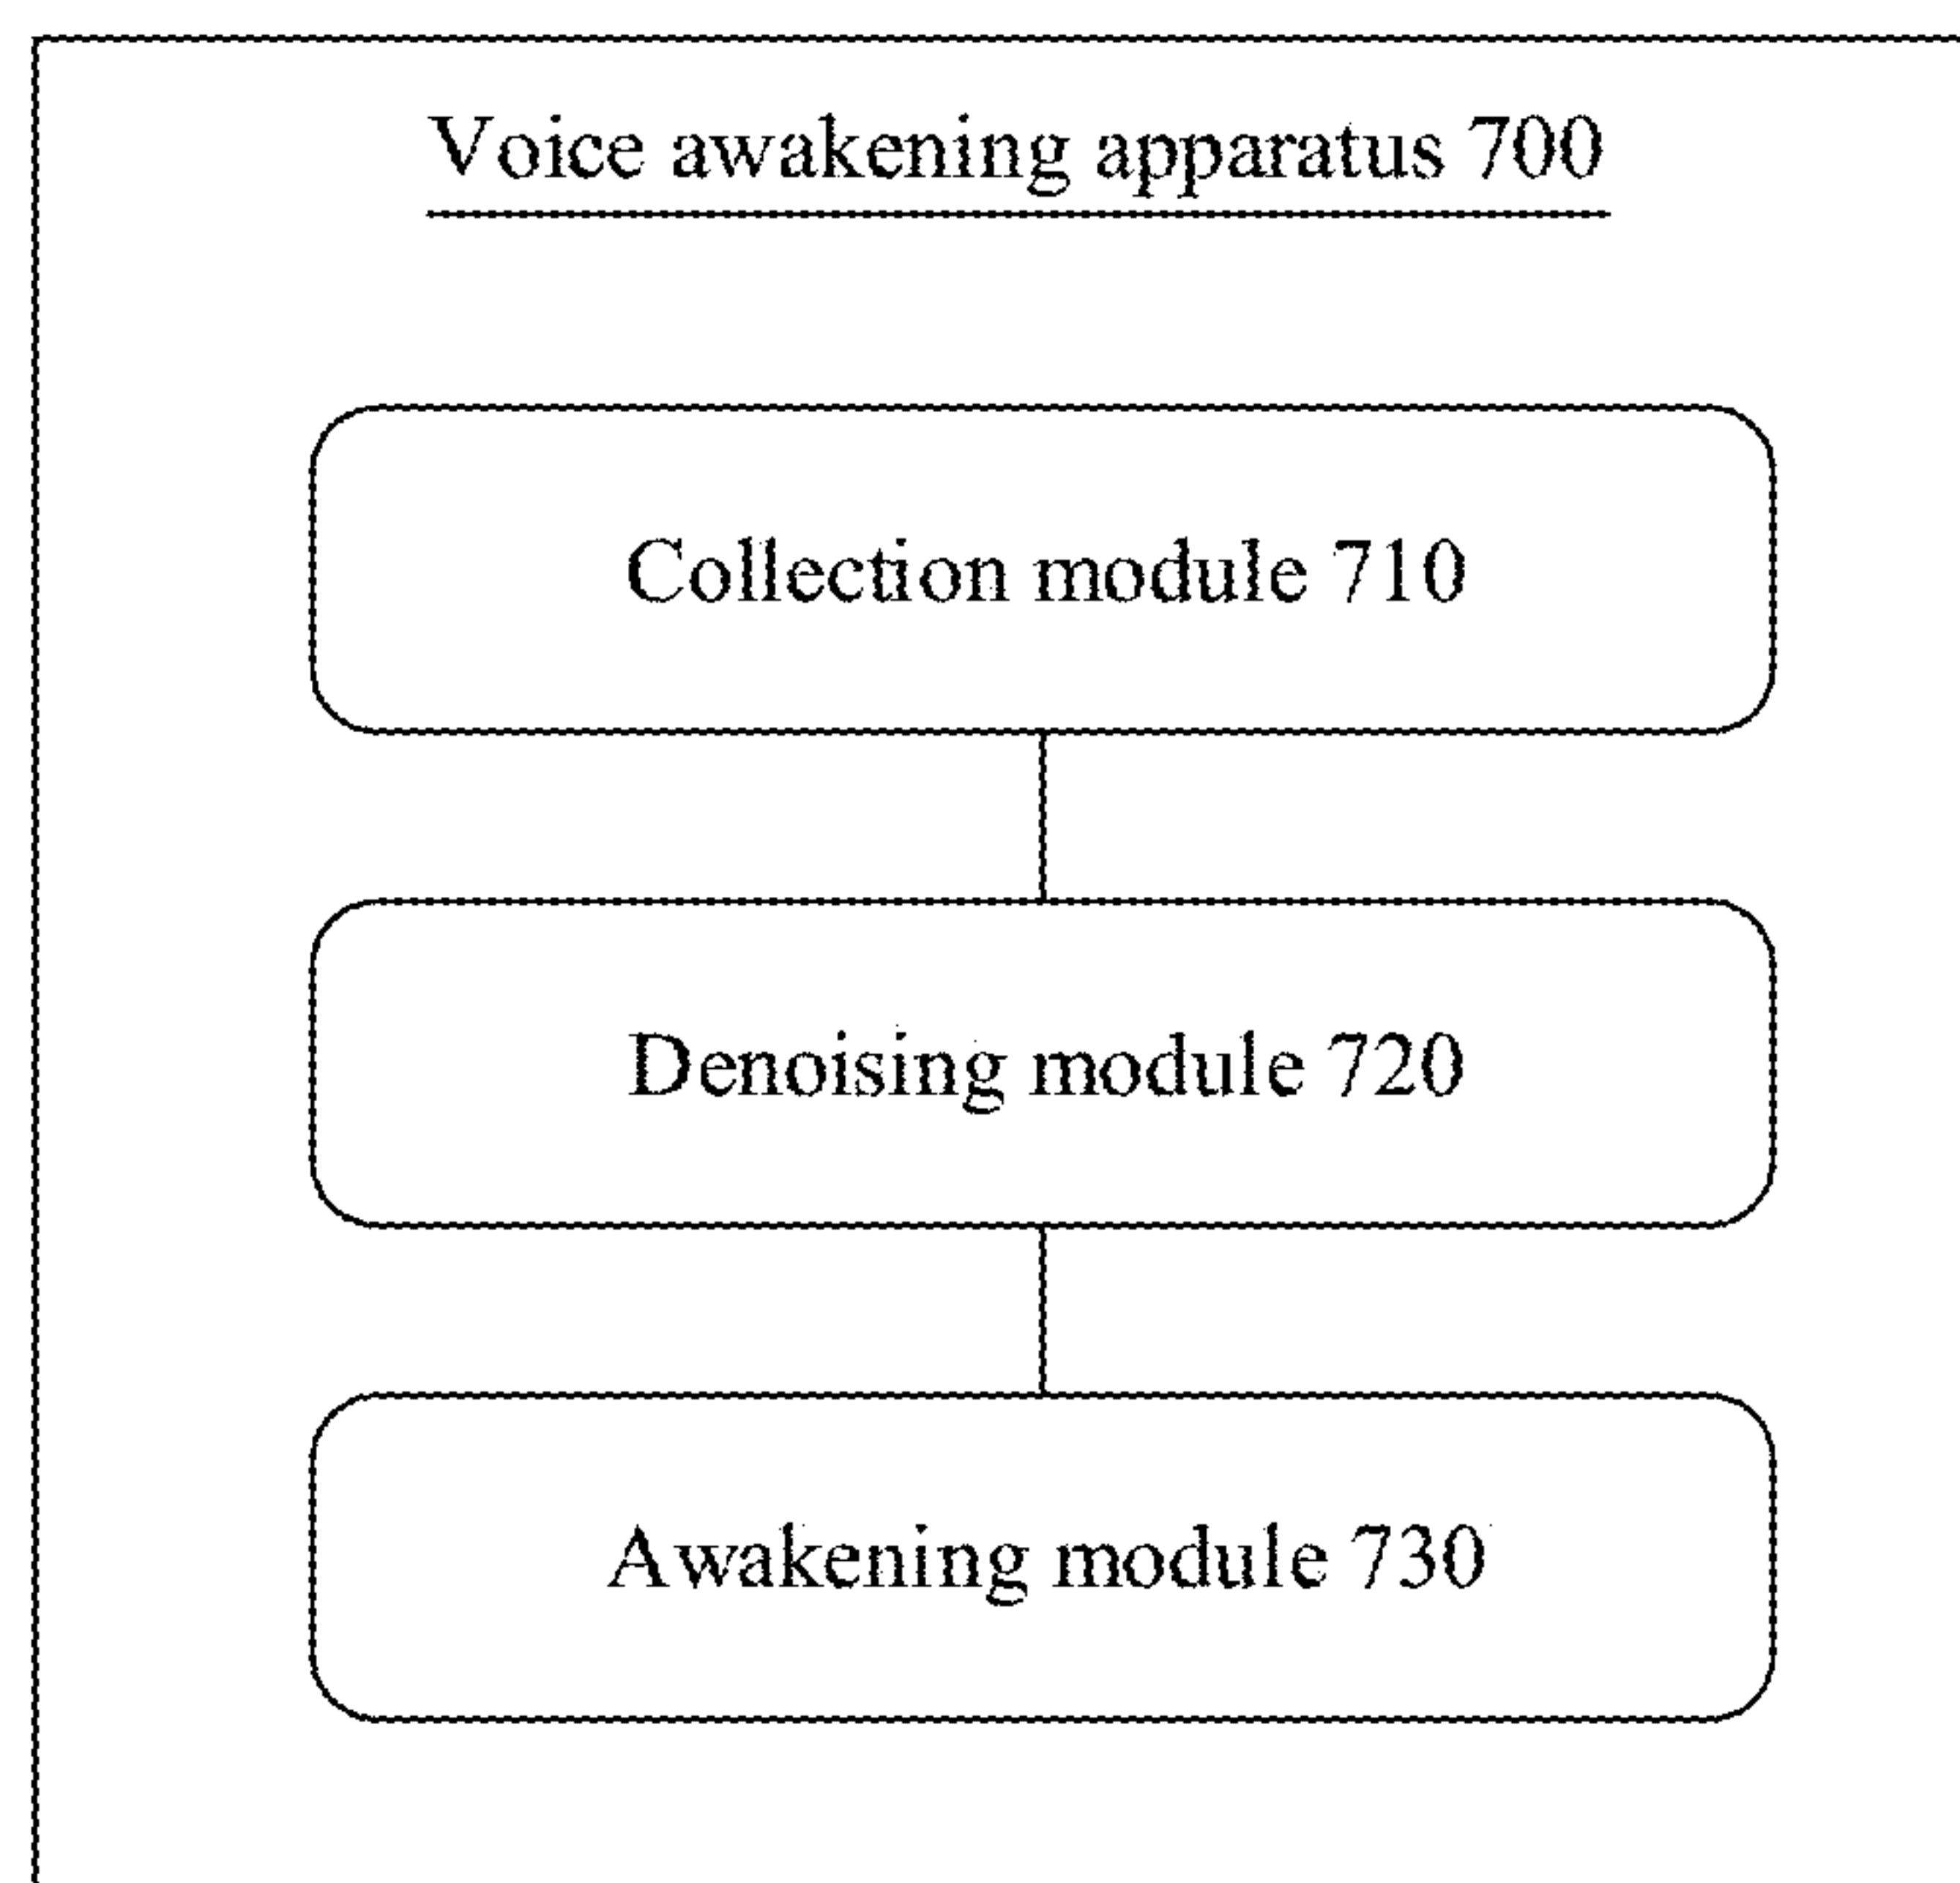 Voice awakening apparatus 700
Collection module 710
Denoising module 720
Awakening module 730